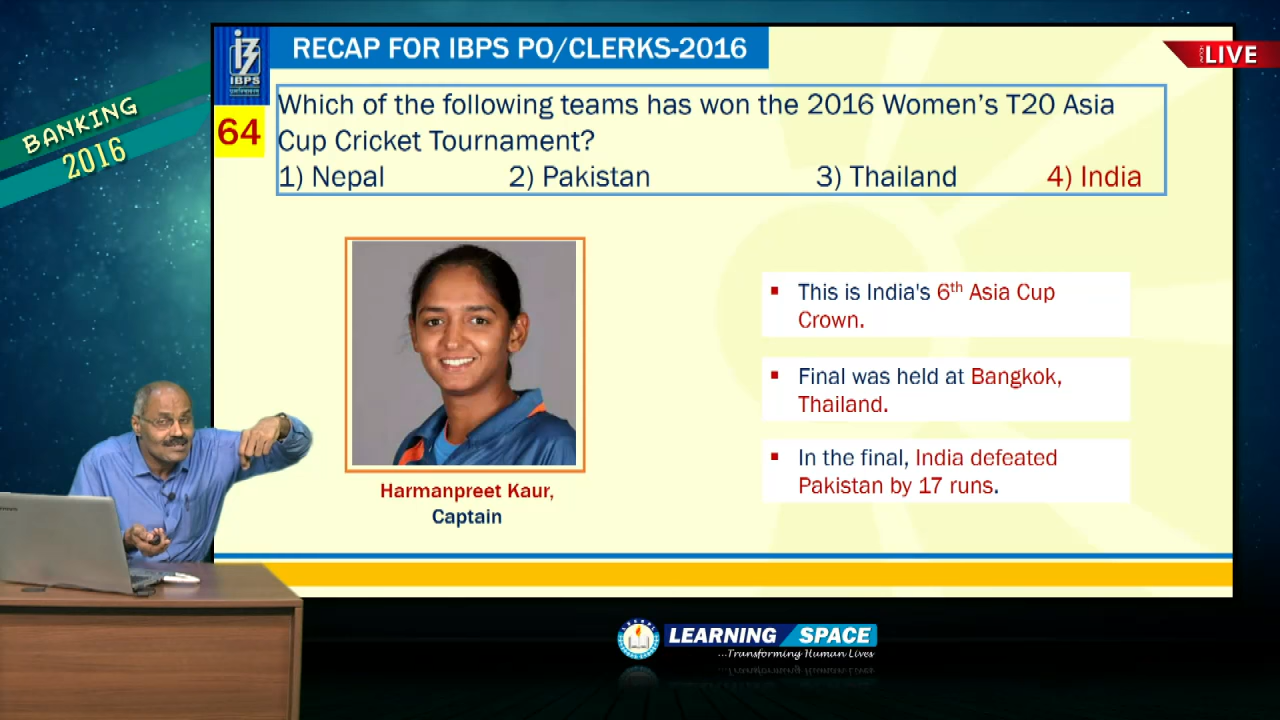 IBPS
RECAP FOR IBPS PO/CLERKS-2016
LIVE
BANKING
2016
64
Which of the following teams has won the 2016 Women’s T20 Asia
Cup Cricket Tournament?
1) Nepal 2) Pakistan 3) Thailand 4) India
This is India's 6th Asia Cup
Crown.
Final was held at Bangkok,
Thailand.
In the final, India defeated
Pakistan by 17 runs.
Harmanpreet Kaur,
Captain
LEARNING SPACE
...Transforming Human Lives